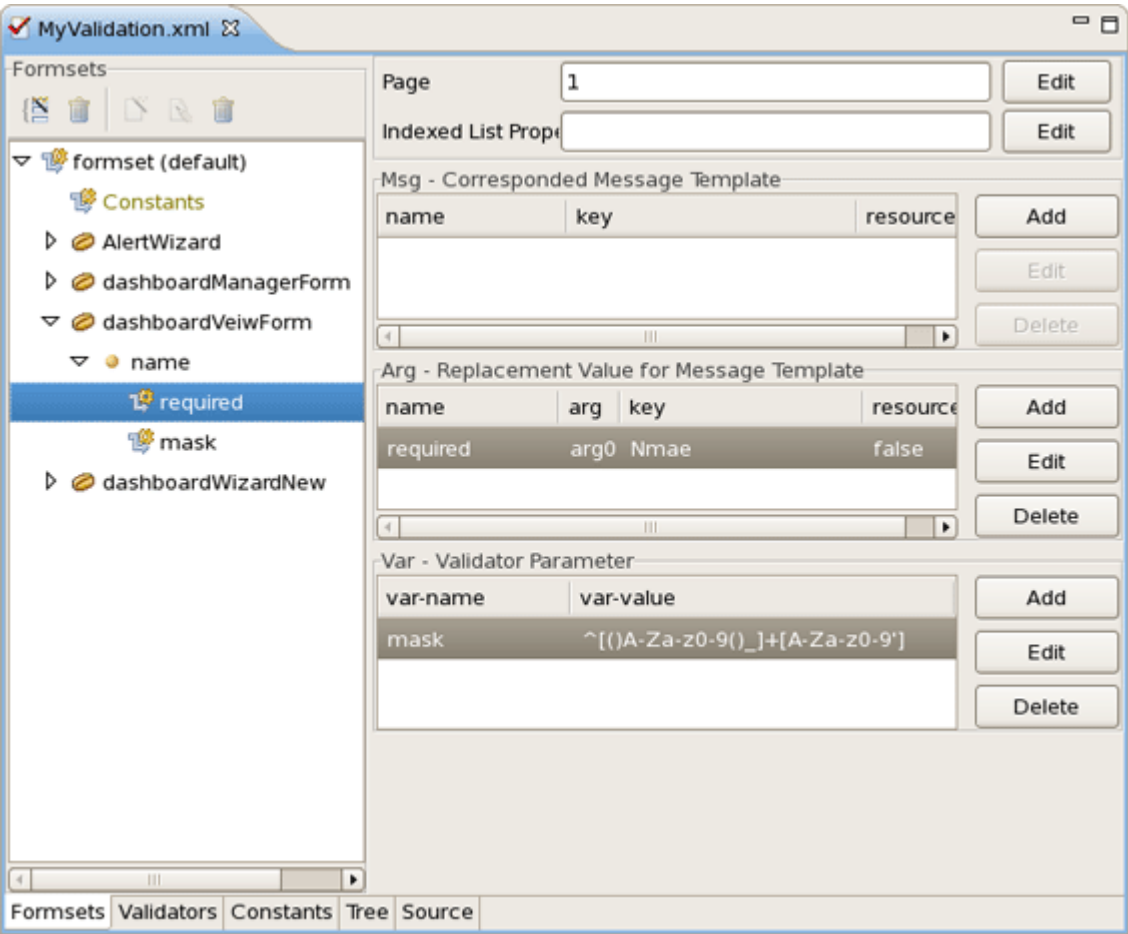 MyValidation.xml
Formsets
formset (default)
Constants
AlertWizard
dashboardManagerForm
dashboardVeiwForm
name
required
mask
dashboardWizardNew
Page 1 Edit
Indexed List Prope Edit
Msg - Corresponded Message Template
name key resource Add
Edit
Delete
Arg - Replacement Value for Message Template
name arg key resource Add
required arg0 Nmae false
Edit
Delete
Var - Validator Parameter
var-name var-value Add
mask ^[()A-Za-z0-9()_]+[A-Za-z0-9']
Edit
Delete
Formsets Validators Constants Tree Source